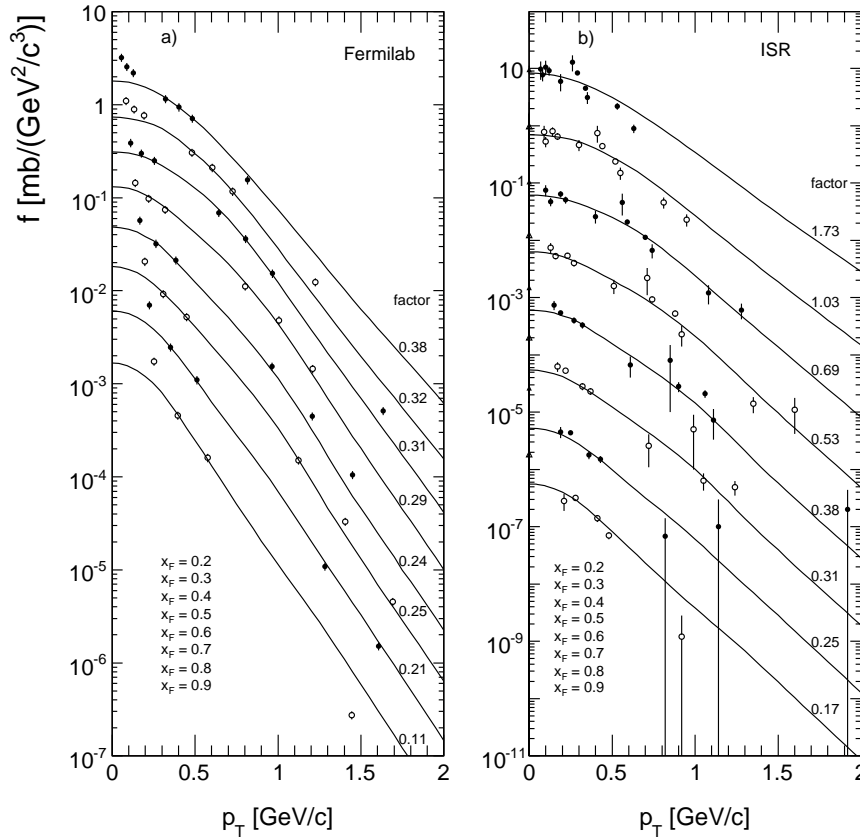 f [mb/(GeV²/c³)]
a)
Fermilab
10
1
10⁻¹
10⁻²
10⁻³
10⁻⁴
10⁻⁵
10⁻⁶
10⁻⁷
factor
0.38
0.32
0.31
0.29
0.24
0.25
0.21
0.11
x_F = 0.2
x_F = 0.3
x_F = 0.4
x_F = 0.5
x_F = 0.6
x_F = 0.7
x_F = 0.8
x_F = 0.9
0
0.5
1
1.5
2
p_T [GeV/c]
b)
ISR
10
10⁻¹
10⁻³
10⁻⁵
10⁻⁷
10⁻⁹
10⁻¹¹
factor
1.73
1.03
0.69
0.53
0.38
0.31
0.25
0.17
x_F = 0.2
x_F = 0.3
x_F = 0.4
x_F = 0.5
x_F = 0.6
x_F = 0.7
x_F = 0.8
x_F = 0.9
0
0.5
1
1.5
2
p_T [GeV/c]